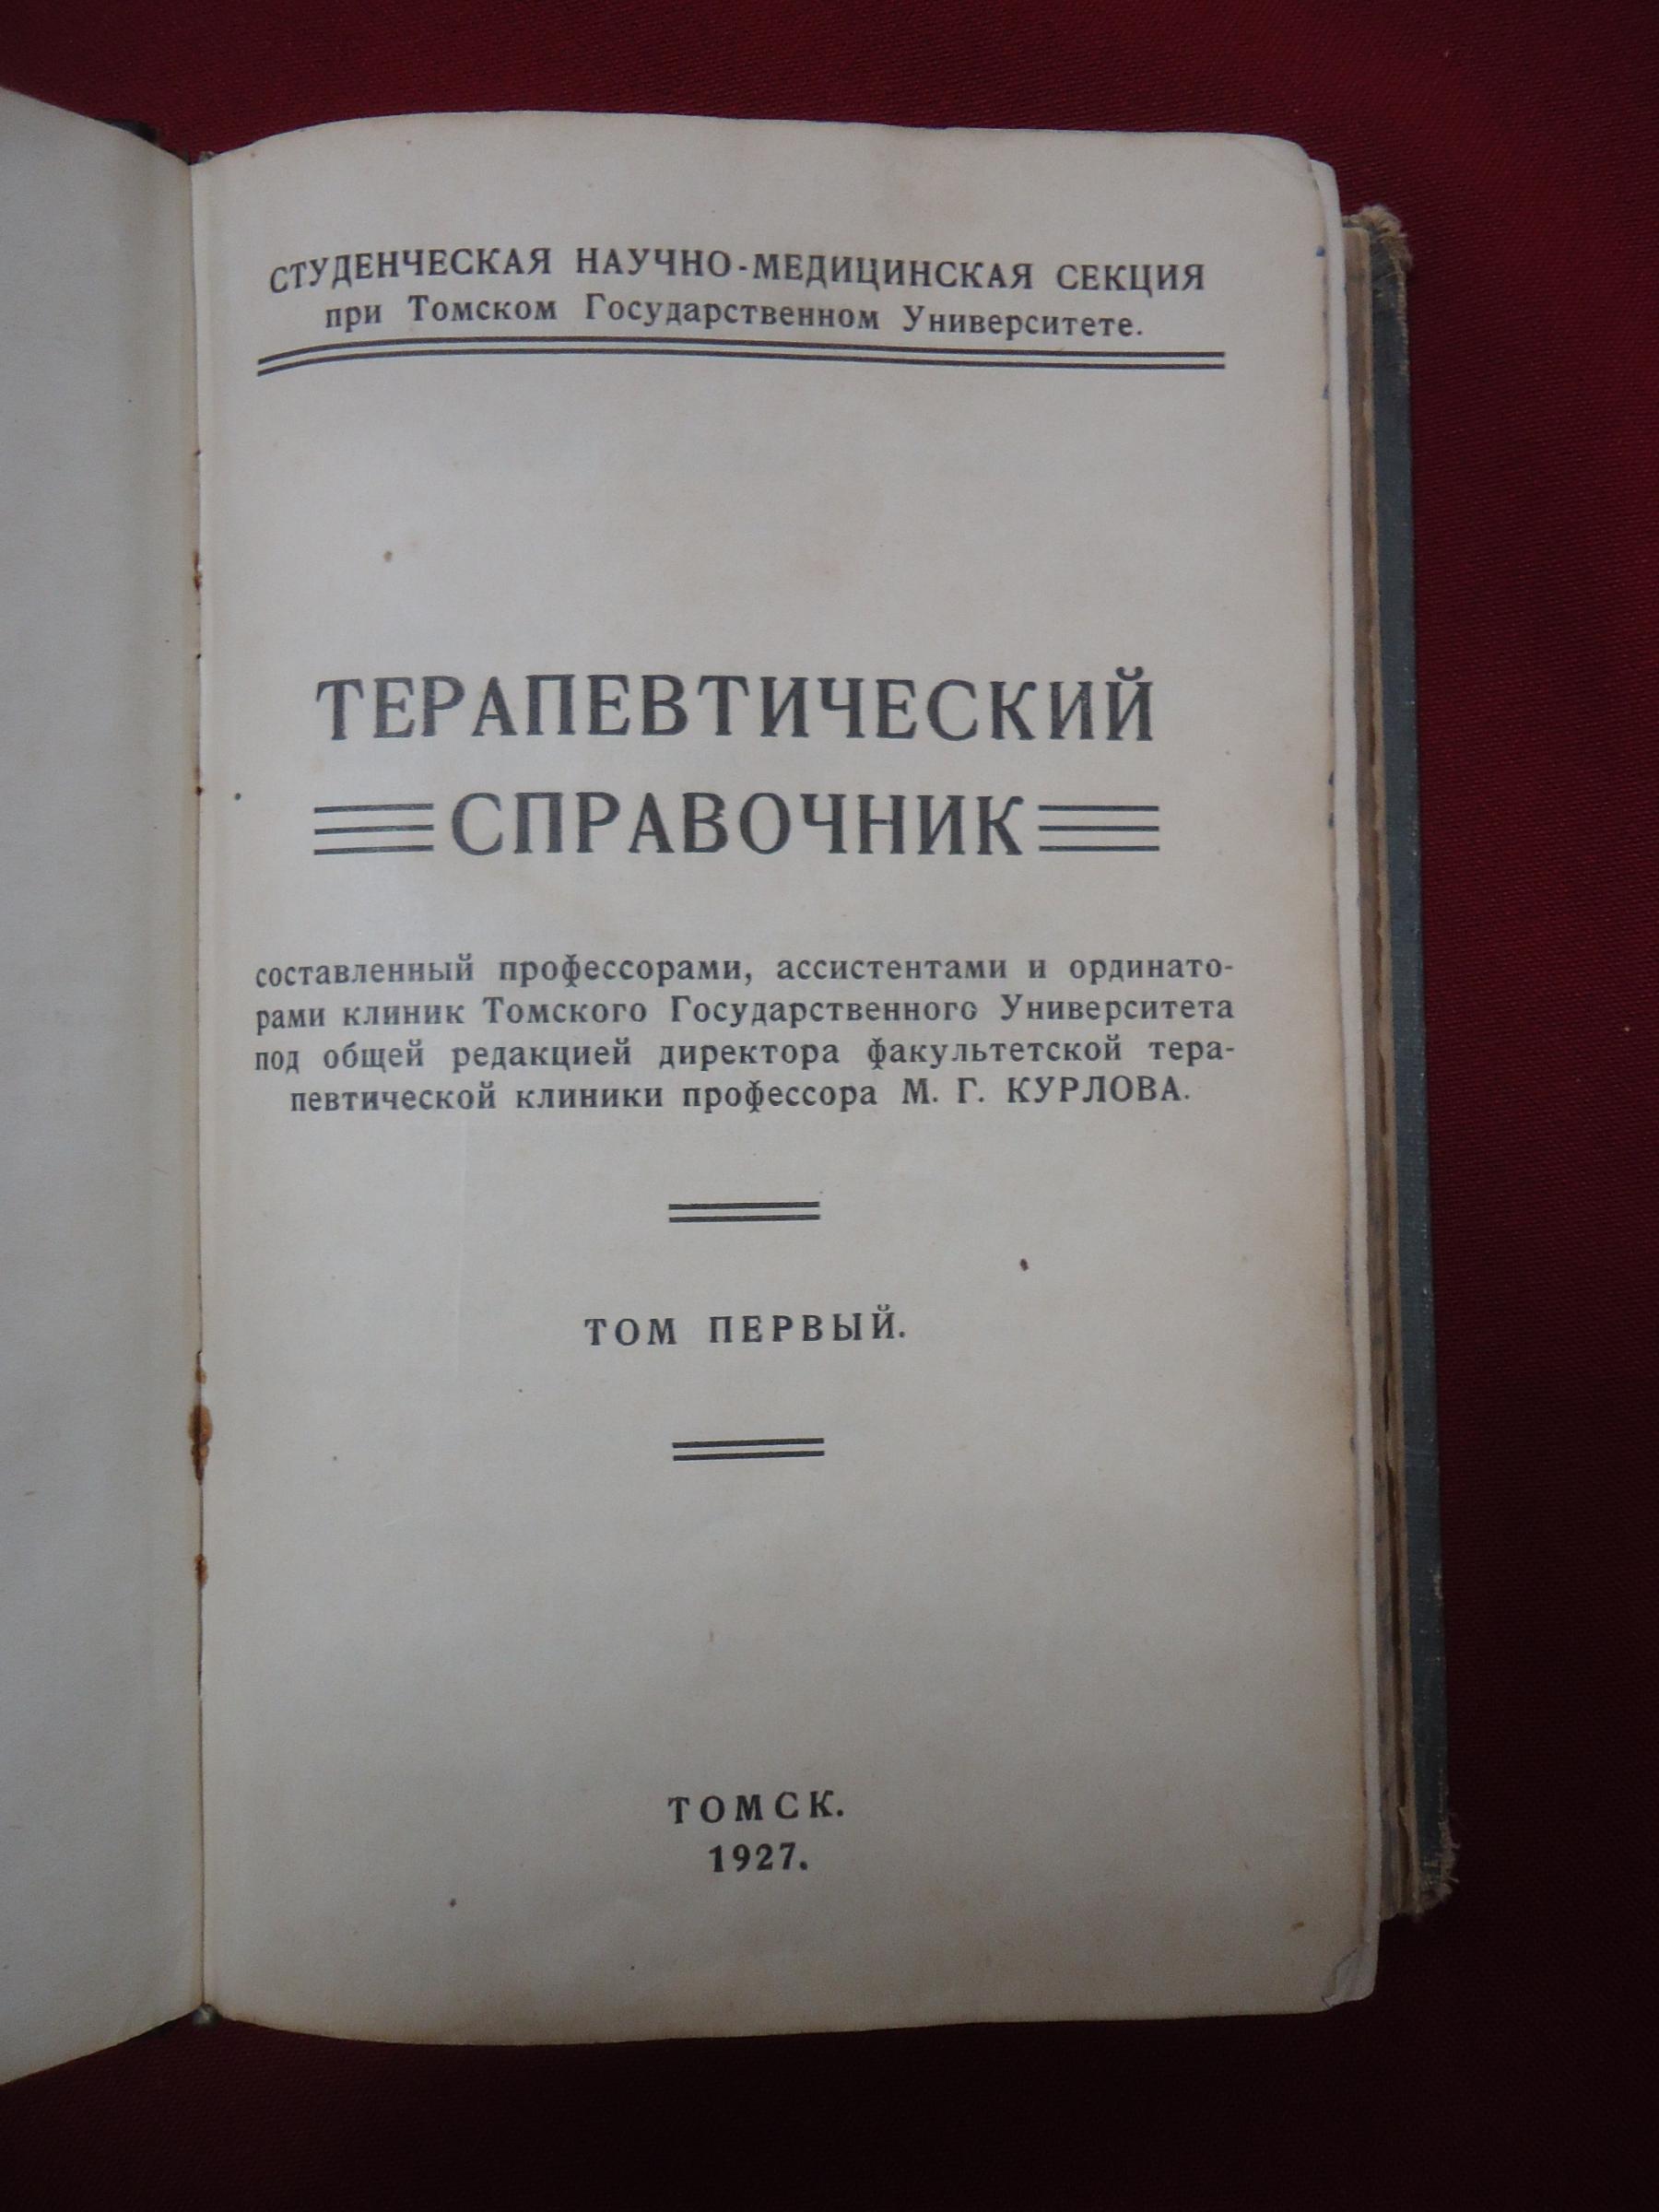 СТУДЕНЧЕСКАЯ НАУЧНО-МЕДИЦИНСКАЯ СЕКЦИЯ
при Томском Государственном Университете.
ТЕРАПЕВТИЧЕСКИЙ
СПРАВОЧНИК
составленный профессорами, ассистентами и ординато-
рами клиник Томского Государственного Университета
под общей редакцией директора факультетской тера-
певтической клиники профессора М. Г. КУРЛОВА.
ТОМ ПЕРВЫЙ.
ТОМСК.
1927.